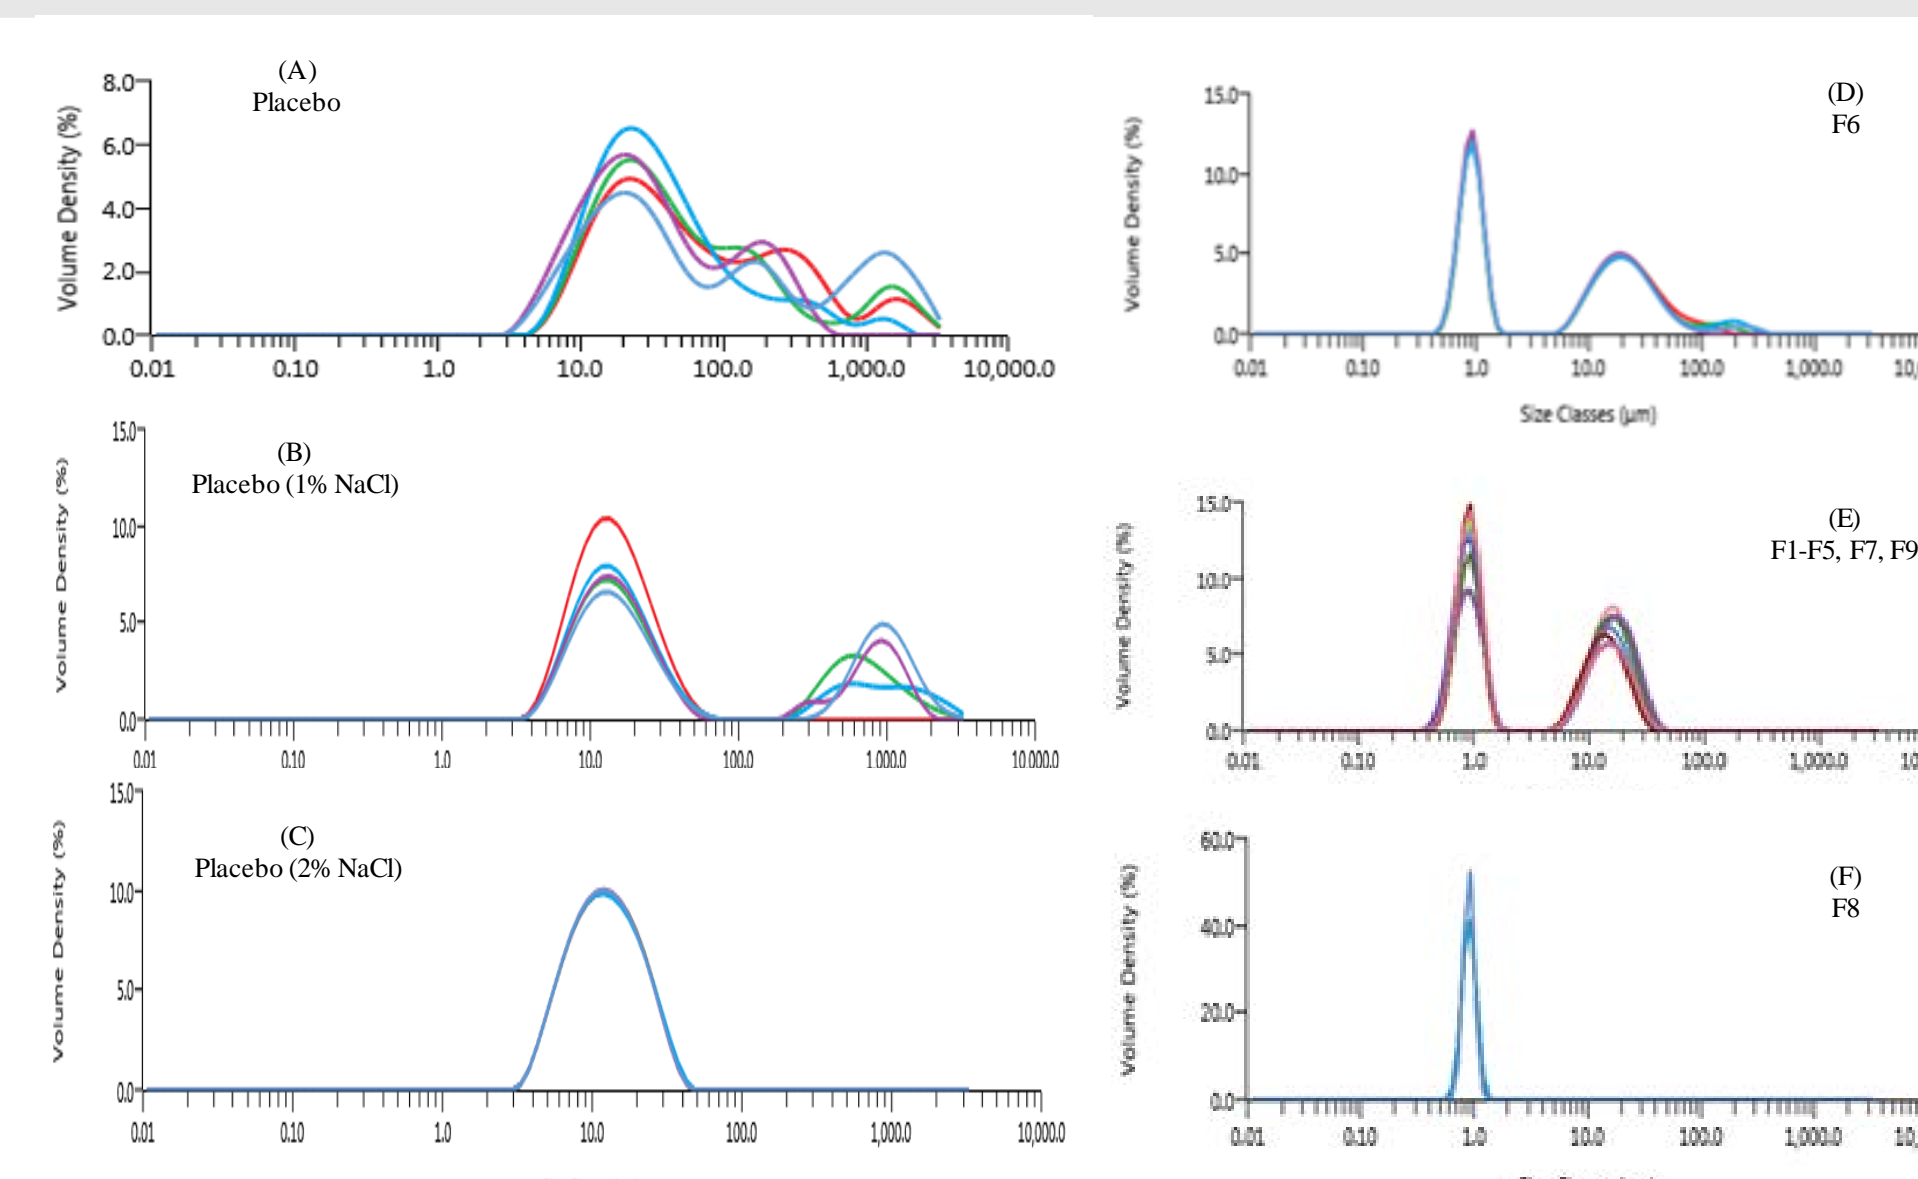 (A)
Placebo
Volume Density (%)
8.0
6.0
4.0
2.0
0.0
0.01 0.10 1.0 10.0 100.0 1,000.0 10,000.0
(B)
Placebo (1% NaCl)
Volume Density (%)
15.0
10.0
5.0
0.0
0.01 0.10 1.0 10.0 100.0 1 000.0 10 000.0
(C)
Placebo (2% NaCl)
Volume Density (%)
15.0
10.0
5.0
0.0
0.01 0.10 1.0 10.0 100.0 1,000.0 10,000.0
(D)
F6
Volume Density (%)
15.0
10.0
5.0
0.0
0.01 0.10 1.0 10.0 100.0 1,000.0 10,
Size Classes (μm)
(E)
F1-F5, F7, F9
Volume Density (%)
15.0
10.0
5.0
0.0
0.01 0.10 1.0 10.0 100.0 1,000.0 10
(F)
F8
Volume Density (%)
60.0
40.0
20.0
0.0
0.01 0.10 1.0 10.0 100.0 1,000.0 10,